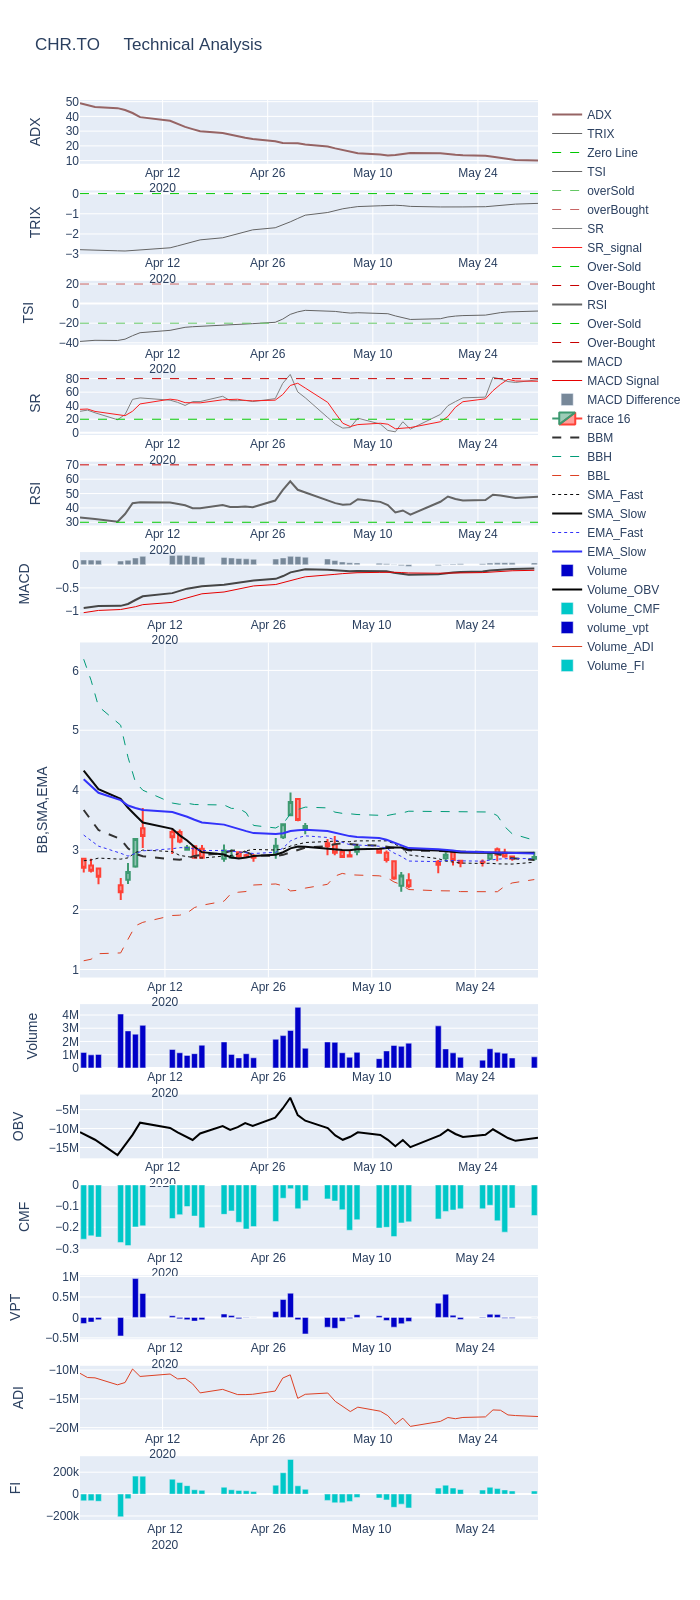 CHR.TO     Technical Analysis
ADX
50
40
30
20
10
Apr 12
2020
Apr 26
May 10
May 24
TRIX
0
−1
−2
−3
Apr 12
2020
Apr 26
May 10
May 24
TSI
20
0
−20
−40
Apr 12
2020
Apr 26
May 10
May 24
SR
80
60
40
20
0
Apr 12
2020
Apr 26
May 10
May 24
RSI
70
60
50
40
30
Apr 12
2020
Apr 26
May 10
May 24
MACD
0
−0.5
−1
Apr 12
2020
Apr 26
May 10
May 24
BB,SMA,EMA
6
5
4
3
2
1
Apr 12
2020
Apr 26
May 10
May 24
Volume
4M
3M
2M
1M
0
Apr 12
2020
Apr 26
May 10
May 24
OBV
−5M
−10M
−15M
Apr 12
2020
Apr 26
May 10
May 24
CMF
0
−0.1
−0.2
−0.3
Apr 12
2020
Apr 26
May 10
May 24
VPT
1M
0.5M
0
−0.5M
Apr 12
2020
Apr 26
May 10
May 24
ADI
−10M
−15M
−20M
Apr 12
2020
Apr 26
May 10
May 24
FI
200k
0
−200k
Apr 12
2020
Apr 26
May 10
May 24
ADX
TRIX
Zero Line
TSI
overSold
overBought
SR
SR_signal
Over-Sold
Over-Bought
RSI
Over-Sold
Over-Bought
MACD
MACD Signal
MACD Difference
trace 16
BBM
BBH
BBL
SMA_Fast
SMA_Slow
EMA_Fast
EMA_Slow
Volume
Volume_OBV
Volume_CMF
volume_vpt
Volume_ADI
Volume_FI